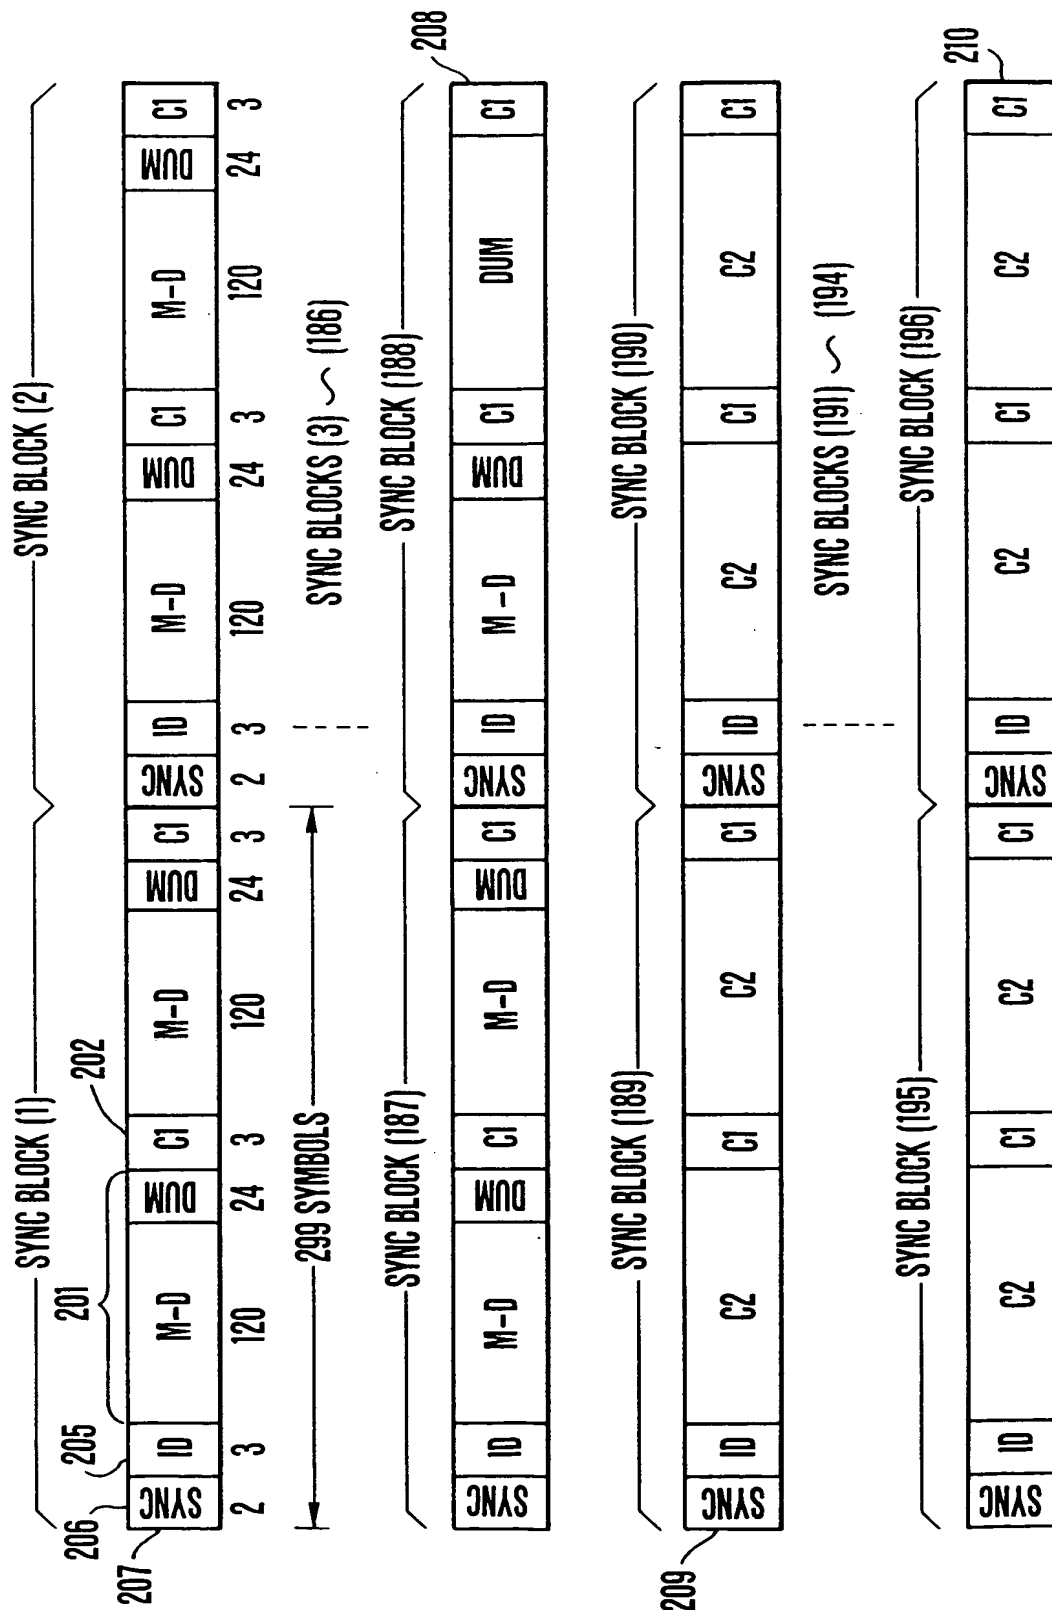 SYNC BLOCK (1) SYNC BLOCK (2)
206 205 201 202
SYNC ID M-D DUM C1 M-D DUM C1 SYNC ID M-D DUM C1 M-D DUM C1
207
2 3 120 24 3 120 24 3 2 3 120 24 3 120 24 3
299 SYMBOLS
SYNC BLOCKS (3) ~ (186)
SYNC BLOCK (187) SYNC BLOCK (188)
208
SYNC ID M-D DUM C1 M-D DUM C1 SYNC ID M-D DUM C1 DUM C1
SYNC BLOCK (189) SYNC BLOCK (190)
209
SYNC ID C2 C1 C2 C1 SYNC ID C2 C1 C2 C1
SYNC BLOCKS (191) ~ (194)
SYNC BLOCK (195) SYNC BLOCK (196)
210
SYNC ID C2 C1 C2 C1 SYNC ID C2 C1 C2 C1